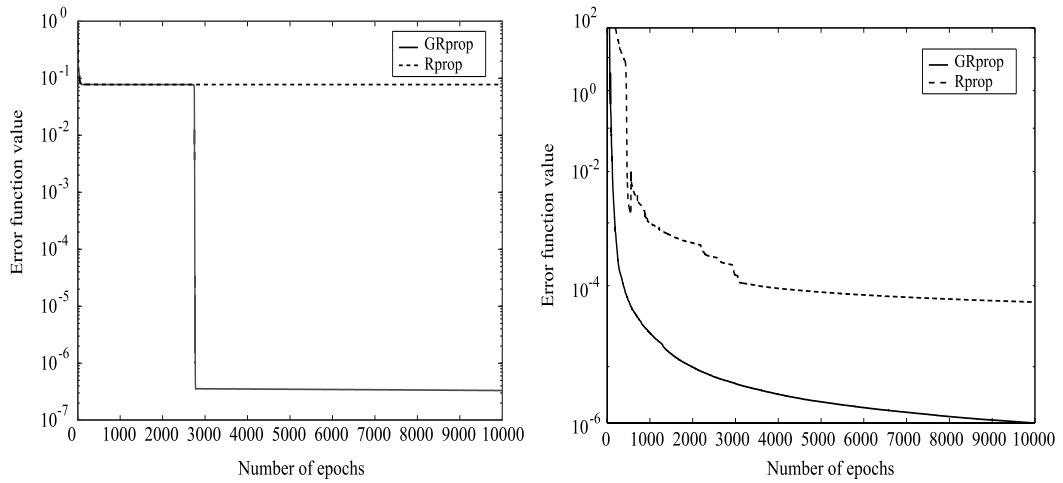 10^0
10^-1
10^-2
10^-3
10^-4
10^-5
10^-6
10^-7
Error function value
GRprop
Rprop
0 1000 2000 3000 4000 5000 6000 7000 8000 9000 10000
Number of epochs
10^2
10^0
10^-2
10^-4
10^-6
Error function value
GRprop
Rprop
0 1000 2000 3000 4000 5000 6000 7000 8000 9000 10000
Number of epochs